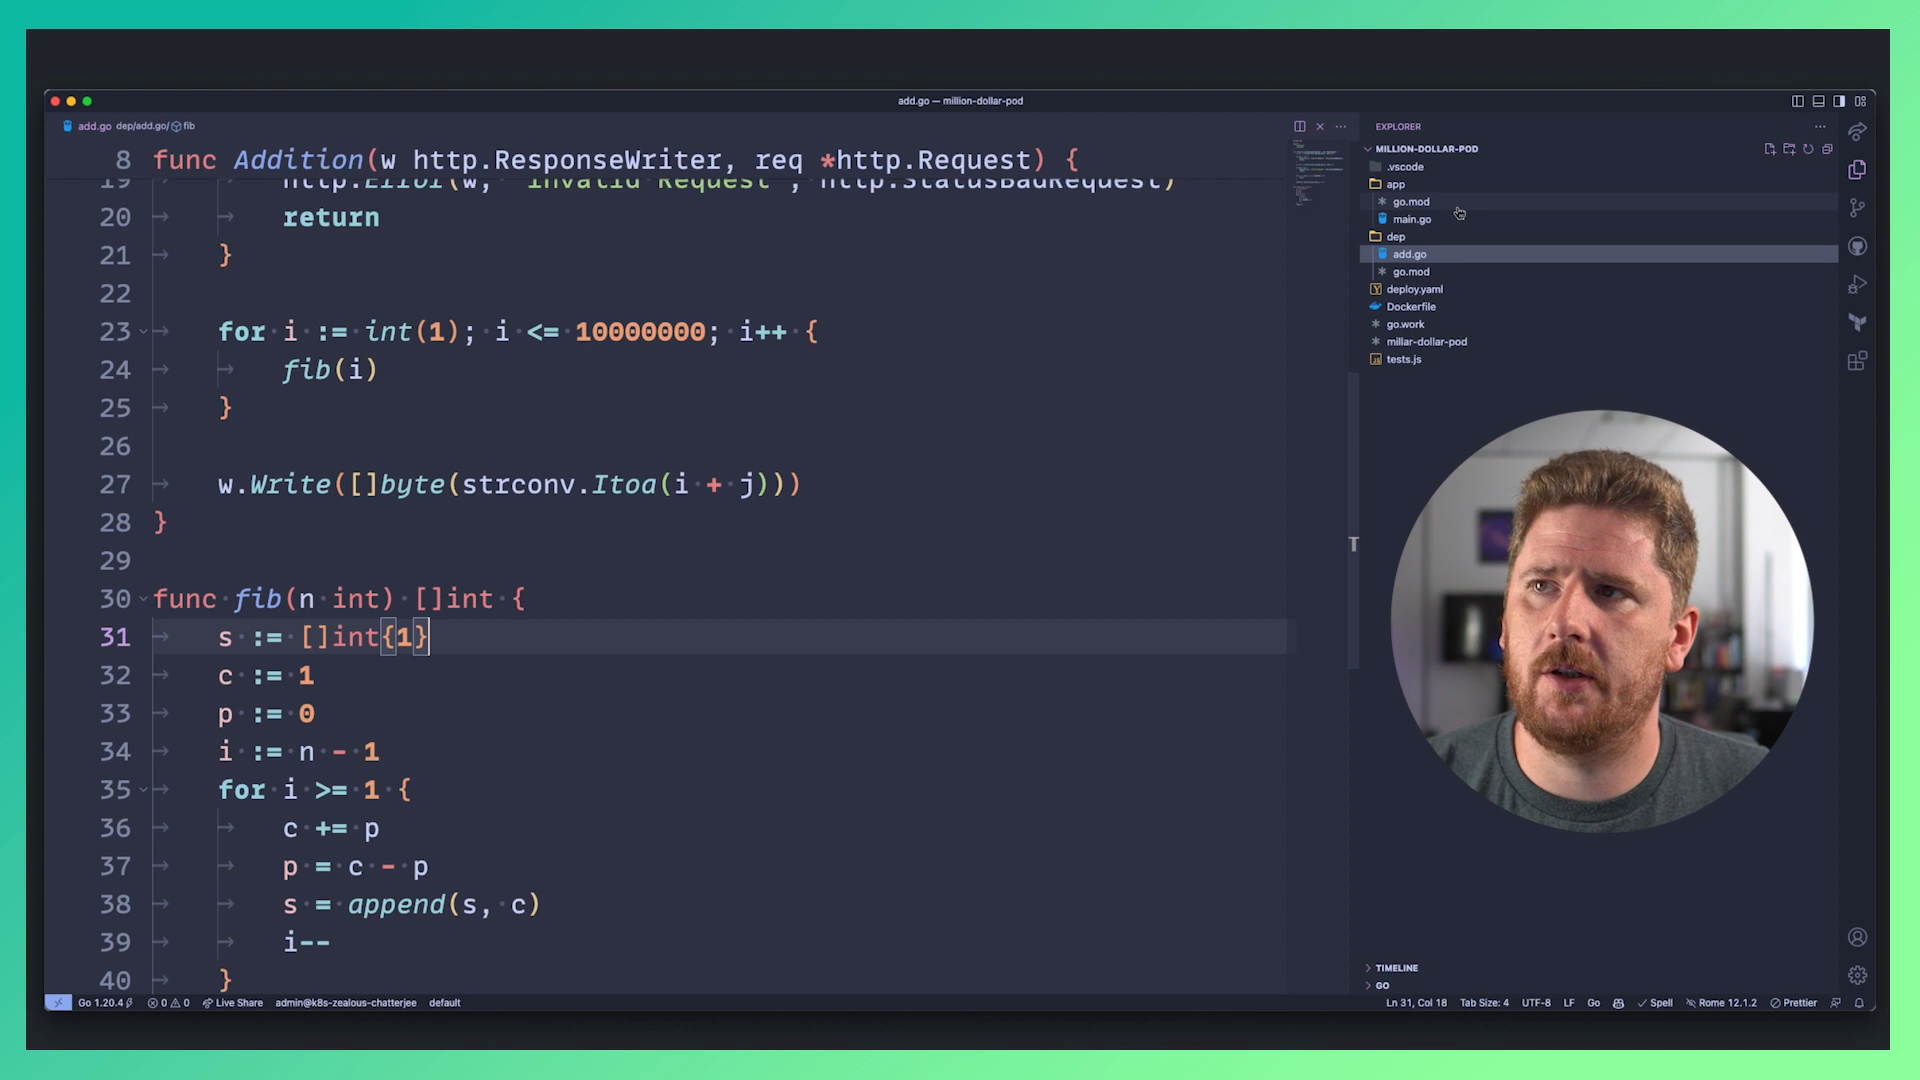 add.go — million-dollar-pod
add.go dep/add.go/ fib
8 func Addition(w http.ResponseWriter, req *http.Request) {
19 http.Error(w, "Invalid Request", http.StatusBadRequest)
20 return
21 }
22
23 for i := int(1); i <= 10000000; i++ {
24 fib(i)
25 }
26
27 w.Write([]byte(strconv.Itoa(i + j)))
28 }
29
30 func fib(n int) []int {
31 s := []int{1}
32 c := 1
33 p := 0
34 i := n - 1
35 for i >= 1 {
36 c += p
37 p = c - p
38 s = append(s, c)
39 i--
40 }
T
EXPLORER
MILLION-DOLLAR-POD
.vscode
app
go.mod
main.go
dep
add.go
go.mod
deploy.yaml
Dockerfile
go.work
millar-dollar-pod
tests.js
TIMELINE
GO
Go 1.20.4 0 0 Live Share admin@k8s-zealous-chatterjee default
Ln 31, Col 18 Tab Size: 4 UTF-8 LF Go Spell Rome 12.1.2 Prettier